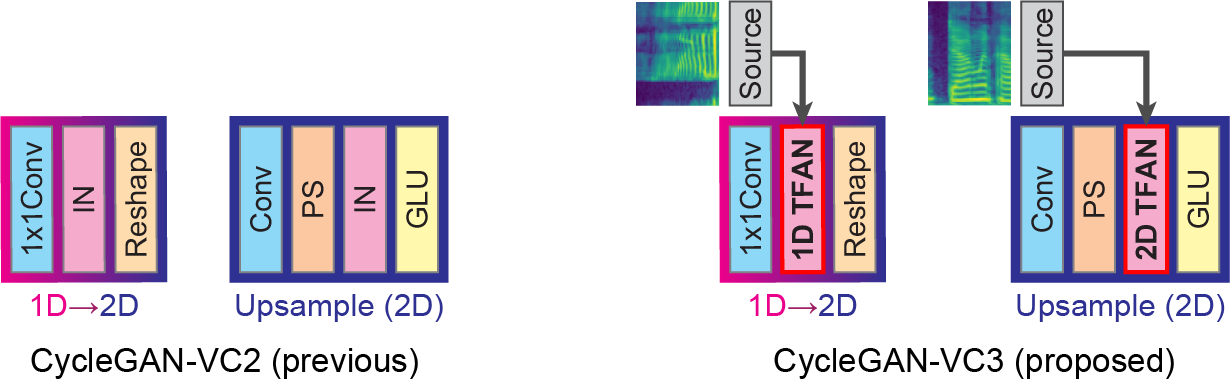 Source
Source
1x1Conv
IN
Reshape
Conv
PS
IN
GLU
1x1Conv
1D TFAN
Reshape
Conv
PS
2D TFAN
GLU
1D→2D
Upsample (2D)
1D→2D
Upsample (2D)
CycleGAN-VC2 (previous)
CycleGAN-VC3 (proposed)